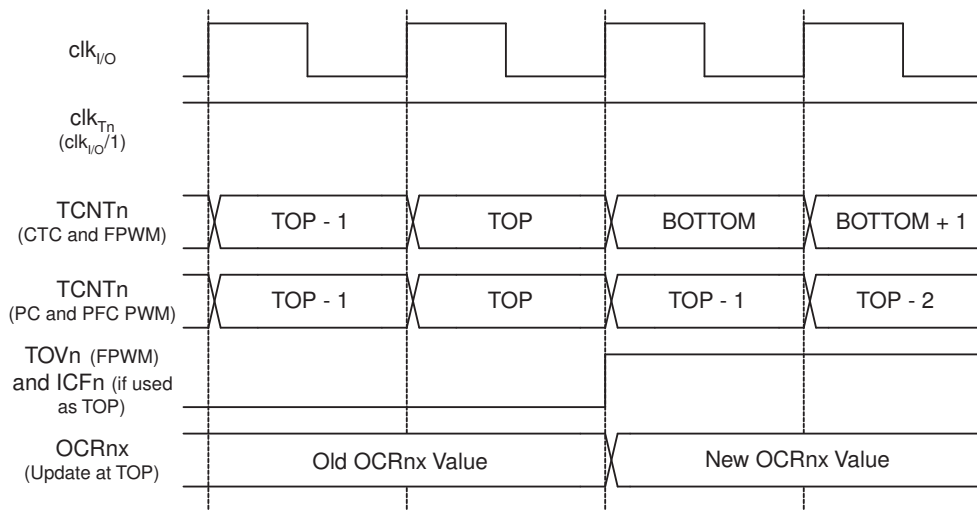 clkI/O
clkTn
(clkI/O/1)
TCNTn
(CTC and FPWM)
TOP - 1
TOP
BOTTOM
BOTTOM + 1
TCNTn
(PC and PFC PWM)
TOP - 1
TOP
TOP - 1
TOP - 2
TOVn (FPWM)
and ICFn (if used
as TOP)
OCRnx
(Update at TOP)
Old OCRnx Value
New OCRnx Value